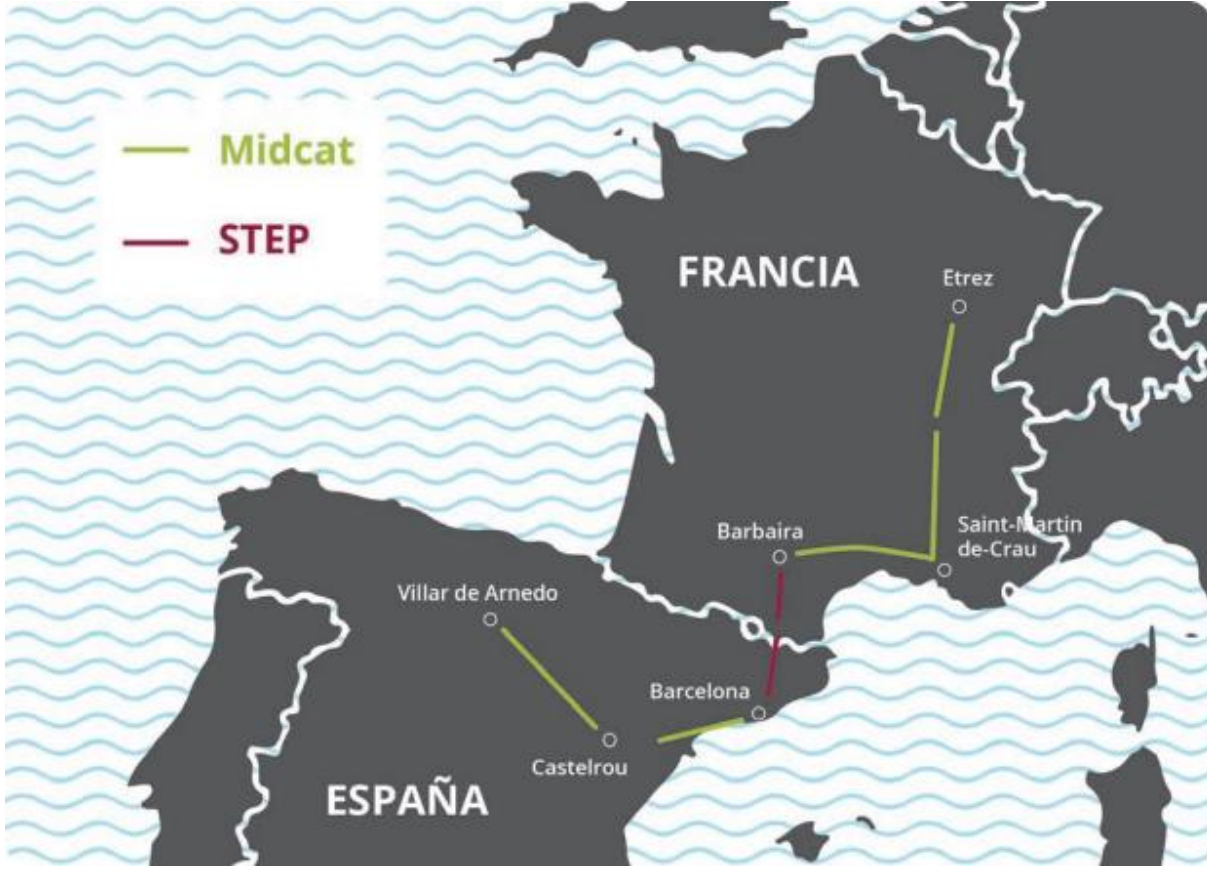 Midcat
STEP
FRANCIA
Etrez
Saint-Martin
de-Crau
Barbaira
Villar de Arnedo
Barcelona
Castelrou
ESPAÑA